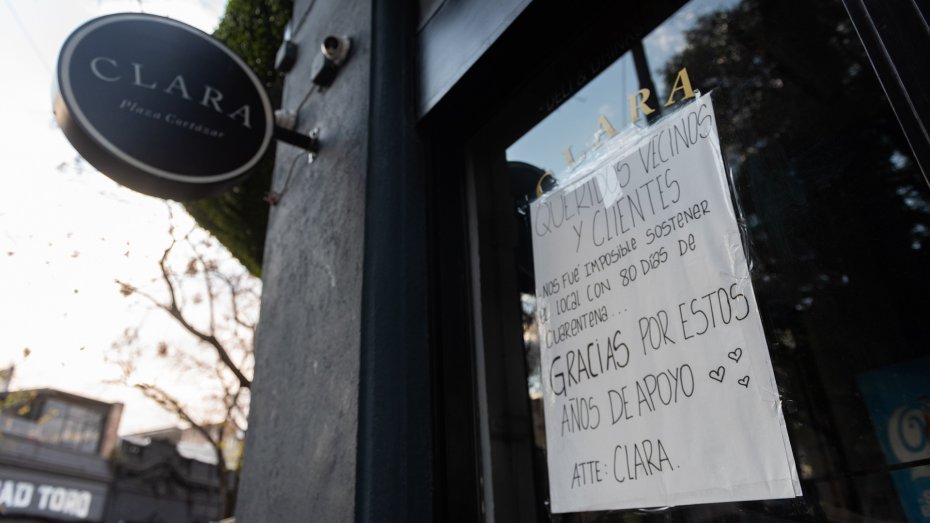 CLARA
Plaza Cortázar
CLARA
QUERIDOS VECINOS
Y CLIENTES
NOS FUÉ IMPOSIBLE SOSTENER
EL LOCAL CON 80 DÍAS DE
CUARENTENA...
GRACIAS POR ESTOS
AÑOS DE APOYO
ATTE: CLARA.
AD TORO